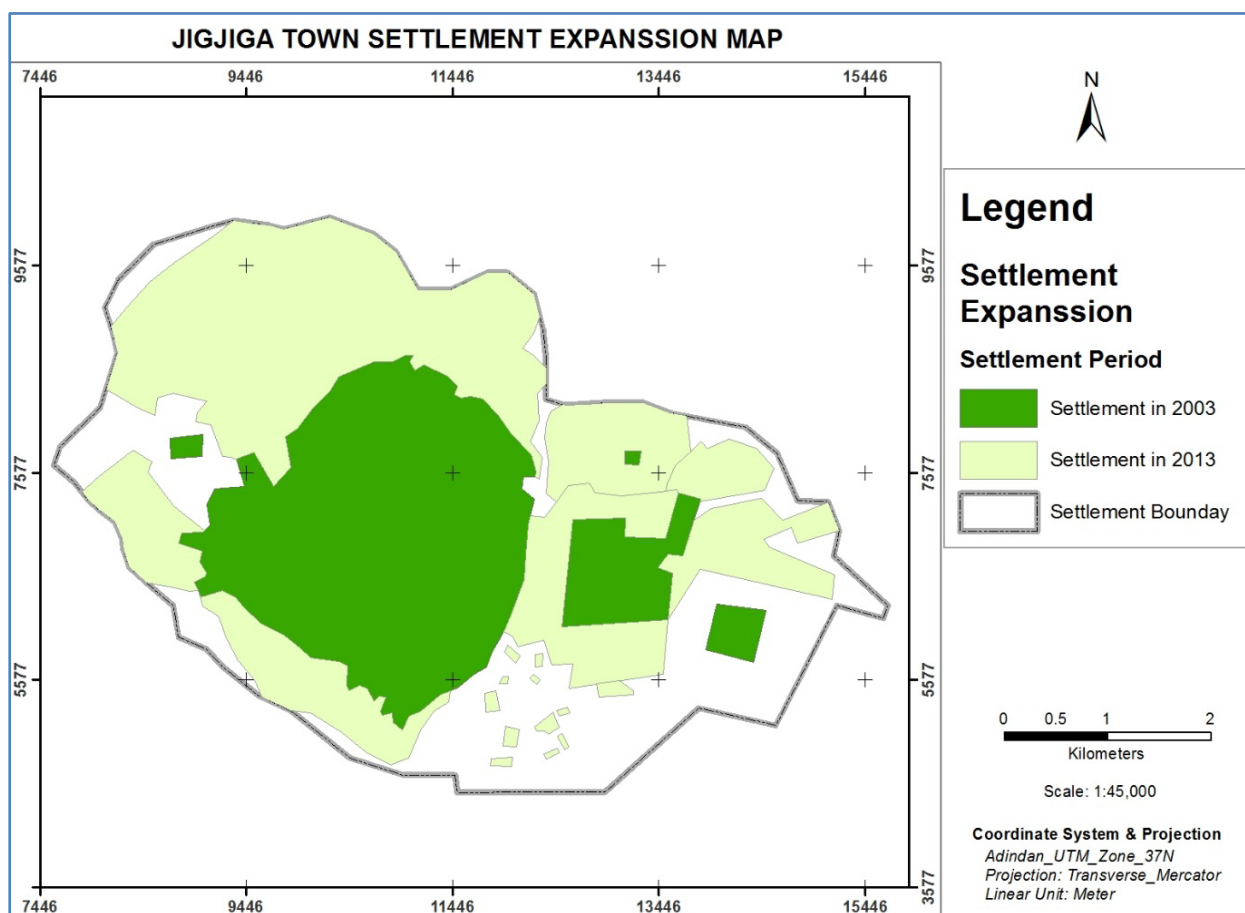 JIGJIGA TOWN SETTLEMENT EXPANSSION MAP
7446 9446 11446 13446 15446
N
9577 9577
7577 7577
5577 5577
3577
7446 9446 11446 13446 15446
Legend
Settlement
Expanssion
Settlement Period
Settlement in 2003
Settlement in 2013
Settlement Bounday
0 0.5 1 2
Kilometers
Scale: 1:45,000
Coordinate System & Projection
Adindan_UTM_Zone_37N
Projection: Transverse_Mercator
Linear Unit: Meter